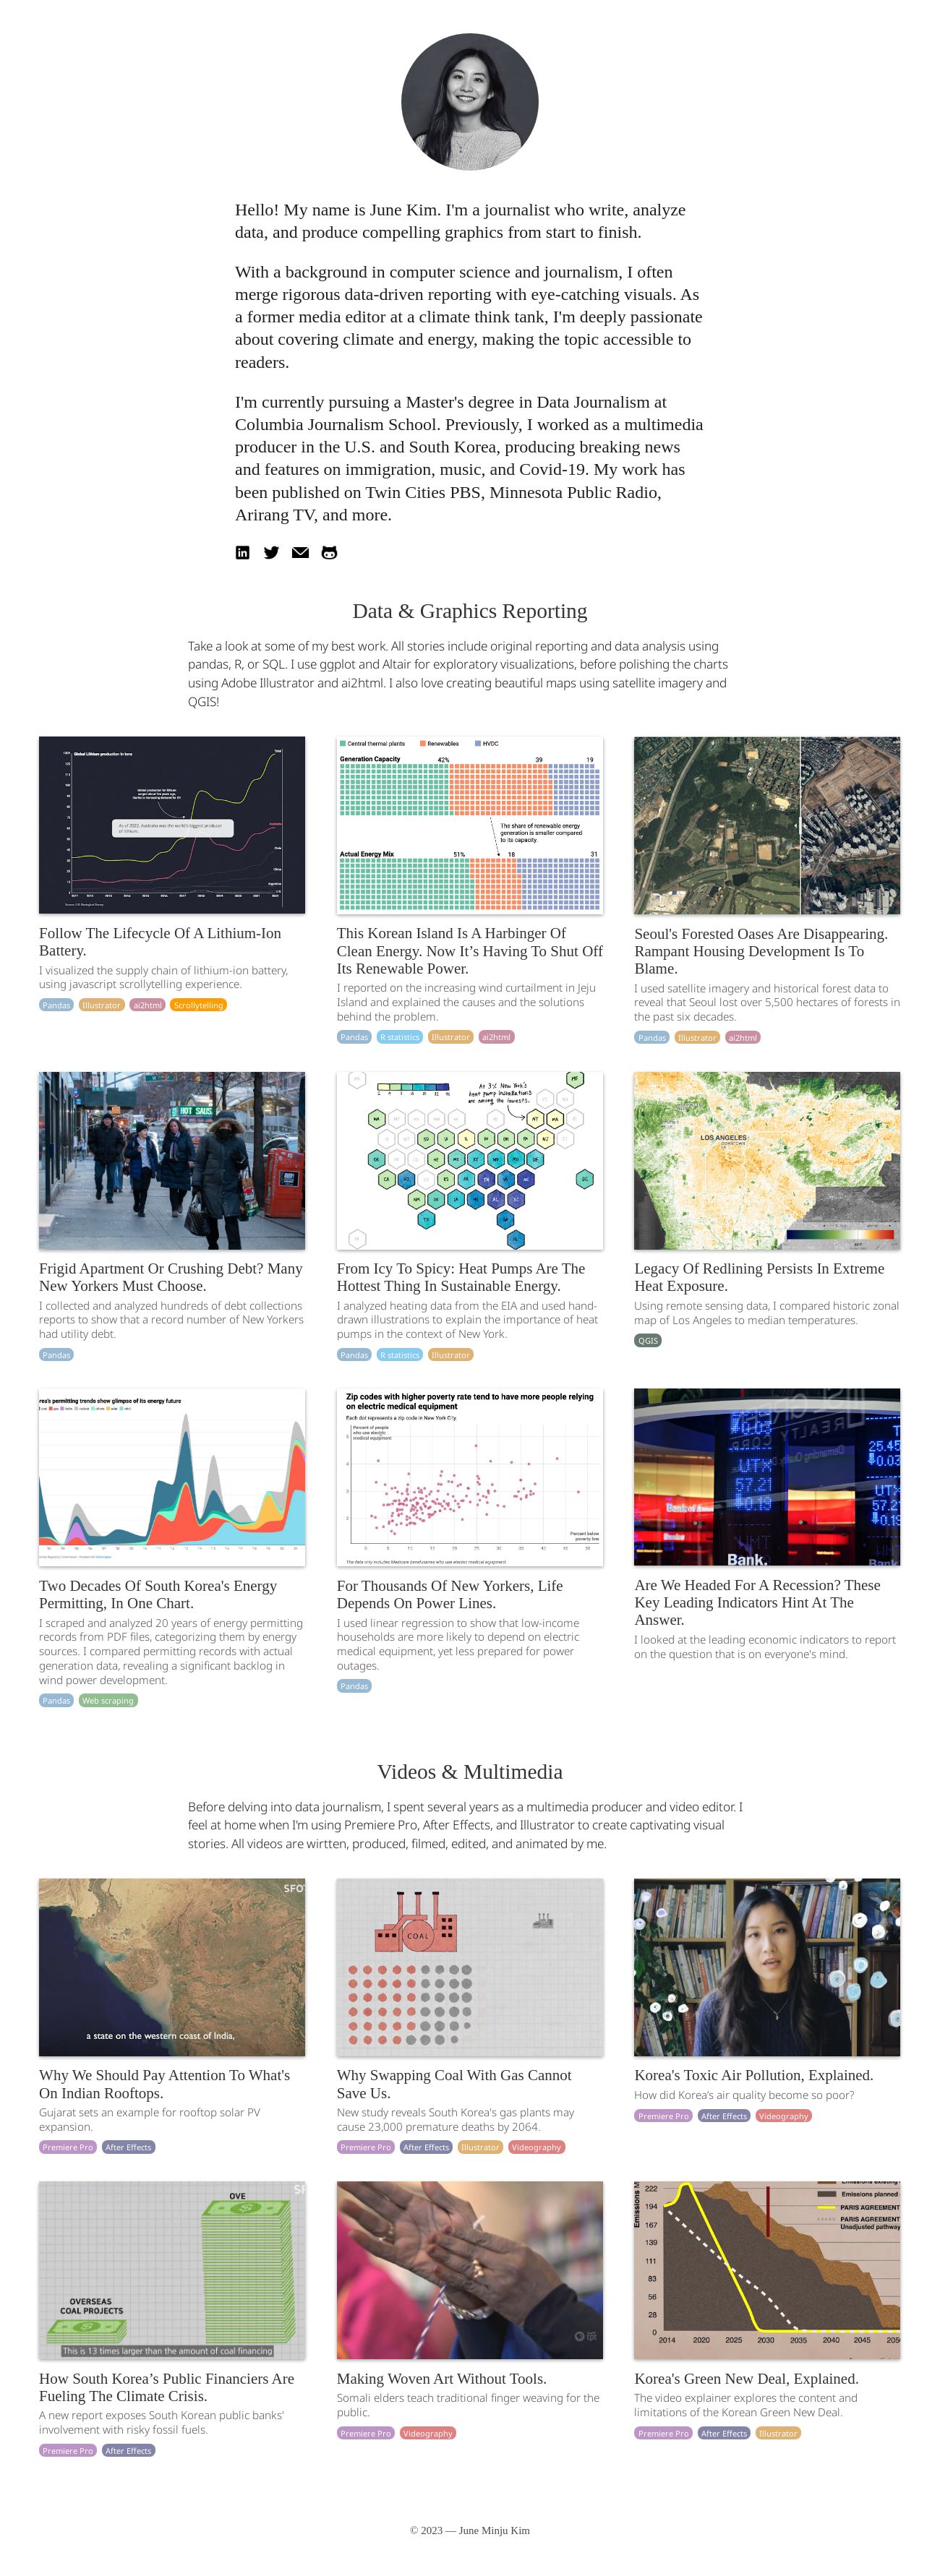 Hello! My name is June Kim. I'm a journalist who write, analyze
data, and produce compelling graphics from start to finish.
With a background in computer science and journalism, I often
merge rigorous data-driven reporting with eye-catching visuals. As
a former media editor at a climate think tank, I'm deeply passionate
about covering climate and energy, making the topic accessible to
readers.
I'm currently pursuing a Master's degree in Data Journalism at
Columbia Journalism School. Previously, I worked as a multimedia
producer in the U.S. and South Korea, producing breaking news
and features on immigration, music, and Covid-19. My work has
been published on Twin Cities PBS, Minnesota Public Radio,
Arirang TV, and more.
Data & Graphics Reporting
Take a look at some of my best work. All stories include original reporting and data analysis using
pandas, R, or SQL. I use ggplot and Altair for exploratory visualizations, before polishing the charts
using Adobe Illustrator and ai2html. I also love creating beautiful maps using satellite imagery and
QGIS!
Global Lithium production in tons
As of 2022, Australia was the world's biggest producer
of lithium.
Follow The Lifecycle Of A Lithium-Ion
Battery.
I visualized the supply chain of lithium-ion battery,
using javascript scrollytelling experience.
Pandas Illustrator ai2html Scrollytelling
Central thermal plants Renewables HVDC
Generation Capacity 42% 39 19
The share of renewable energy
generation is smaller compared
to its capacity.
Actual Energy Mix 51% 18 31
This Korean Island Is A Harbinger Of
Clean Energy. Now It’s Having To Shut Off
Its Renewable Power.
I reported on the increasing wind curtailment in Jeju
Island and explained the causes and the solutions
behind the problem.
Pandas R statistics Illustrator ai2html
Seoul's Forested Oases Are Disappearing.
Rampant Housing Development Is To
Blame.
I used satellite imagery and historical forest data to
reveal that Seoul lost over 5,500 hectares of forests in
the past six decades.
Pandas Illustrator ai2html
HOT SAUS
Frigid Apartment Or Crushing Debt? Many
New Yorkers Must Choose.
I collected and analyzed hundreds of debt collections
reports to show that a record number of New Yorkers
had utility debt.
Pandas
At 3% New York's
heat pump installations
are among the lowests.
From Icy To Spicy: Heat Pumps Are The
Hottest Thing In Sustainable Energy.
I analyzed heating data from the EIA and used hand-
drawn illustrations to explain the importance of heat
pumps in the context of New York.
Pandas R statistics Illustrator
LOS ANGELES
Legacy Of Redlining Persists In Extreme
Heat Exposure.
Using remote sensing data, I compared historic zonal
map of Los Angeles to median temperatures.
QGIS
rea's permitting trends show glimpse of its energy future
Two Decades Of South Korea's Energy
Permitting, In One Chart.
I scraped and analyzed 20 years of energy permitting
records from PDF files, categorizing them by energy
sources. I compared permitting records with actual
generation data, revealing a significant backlog in
wind power development.
Pandas Web scraping
Zip codes with higher poverty rate tend to have more people relying
on electric medical equipment
Each dot represents a zip code in New York City.
Percent of people
who use electric
medical equipment
Percent below
poverty line
The data only includes Medicare beneficiaries who use electric medical equipment
For Thousands Of New Yorkers, Life
Depends On Power Lines.
I used linear regression to show that low-income
households are more likely to depend on electric
medical equipment, yet less prepared for power
outages.
Pandas
0.03
UTX
57.21
0.19
25.45
0.03
Bank.
Are We Headed For A Recession? These
Key Leading Indicators Hint At The
Answer.
I looked at the leading economic indicators to report
on the question that is on everyone's mind.
Videos & Multimedia
Before delving into data journalism, I spent several years as a multimedia producer and video editor. I
feel at home when I'm using Premiere Pro, After Effects, and Illustrator to create captivating visual
stories. All videos are wirtten, produced, filmed, edited, and animated by me.
a state on the western coast of India,
Why We Should Pay Attention To What's
On Indian Rooftops.
Gujarat sets an example for rooftop solar PV
expansion.
Premiere Pro After Effects
COAL
Why Swapping Coal With Gas Cannot
Save Us.
New study reveals South Korea's gas plants may
cause 23,000 premature deaths by 2064.
Premiere Pro After Effects Illustrator Videography
Korea's Toxic Air Pollution, Explained.
How did Korea’s air quality become so poor?
Premiere Pro After Effects Videography
OVE
OVERSEAS
COAL PROJECTS
This is 13 times larger than the amount of coal financing
How South Korea’s Public Financiers Are
Fueling The Climate Crisis.
A new report exposes South Korean public banks'
involvement with risky fossil fuels.
Premiere Pro After Effects
Making Woven Art Without Tools.
Somali elders teach traditional finger weaving for the
public.
Premiere Pro Videography
Emissions M
222
194
167
139
111
83
56
28
0
Emissions existing
Emissions planned
PARIS AGREEMENT
PARIS AGREEMENT
Unadjusted pathway
2014 2020 2025 2030 2035 2040 2045 205
Korea's Green New Deal, Explained.
The video explainer explores the content and
limitations of the Korean Green New Deal.
Premiere Pro After Effects Illustrator
© 2023 — June Minju Kim